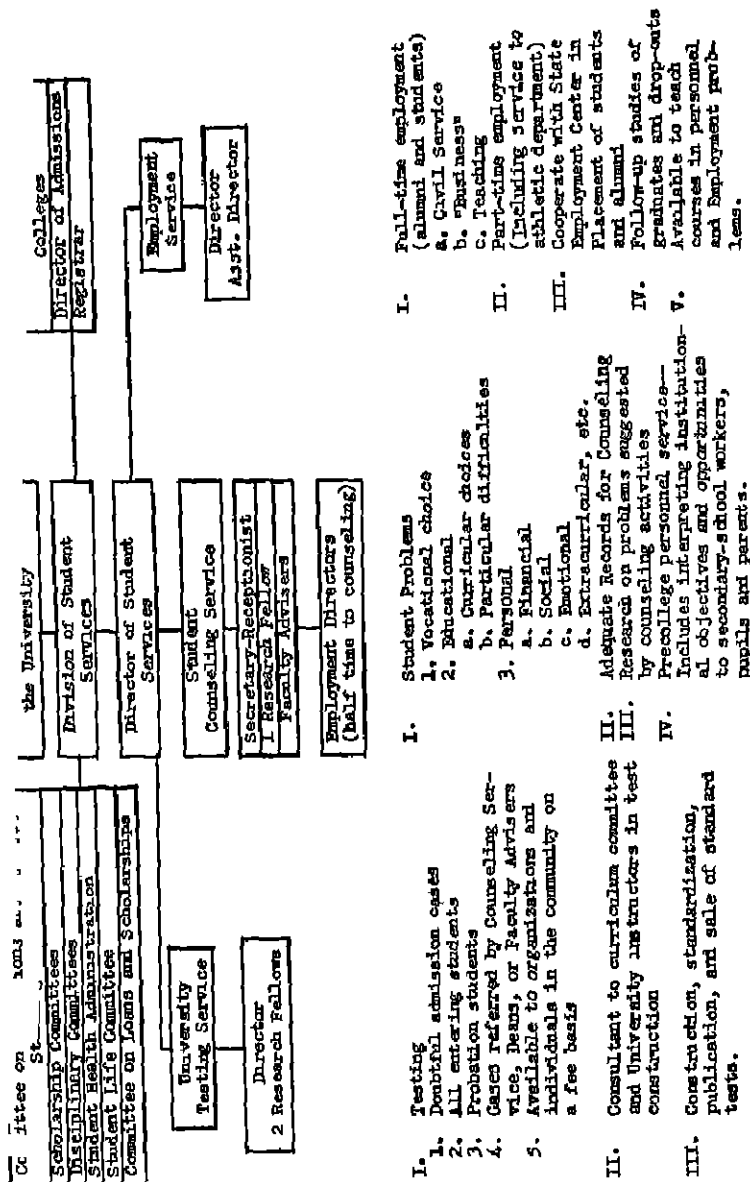 ittee on
St
Scholarship Committees
Disciplinary Committees
Student Health Administration
Student Life Committee
Committee on Loans and Scholarships
the University
Division of Student
Services
Director of Student
Services
Student
Counseling Service
Secretary-Receptionist
1 Research Fellow
Faculty Advisers
Employment Directors
(half time to counseling)
Colleges
Director of Admissions
Registrar
University
Testing Service
Director
2 Research Fellows
Employment
Service
Director
Asst. Director
I. Testing
1. Doubtful admission cases
2. All entering students
3. Probation students
4. Cases referred by Counseling Ser-
vice, Deans, or Faculty Advisers
5. Available to organizations and
individuals in the community on
a fee basis
II. Consultant to curriculum committee
and University instructors in test
construction
III. Construction, standardization,
publication, and sale of standard
tests.
I. Student Problems
1. Vocational choice
2. Educational
a. Curricular choices
b. Particular difficulties
3. Personal
a. Financial
b. Social
c. Emotional
d. Extracurricular, etc.
II. Adequate Records for Counseling
III. Research on problems suggested
by counseling activities
IV. Precollege personnel service—
Includes interpreting institution-
al objectives and opportunities
to secondary-school workers,
pupils and parents.
I. Full-time employment
(alumni and students)
a. Civil Service
b. "Business"
c. Teaching
II. Part-time employment
(Including service to
athletic department)
III. Cooperate with State
Employment Center in
Placement of students
and alumni
IV. Follow-up studies of
graduates and drop-outs
V. Available to teach
courses in personnel
and Employment prob-
lems.